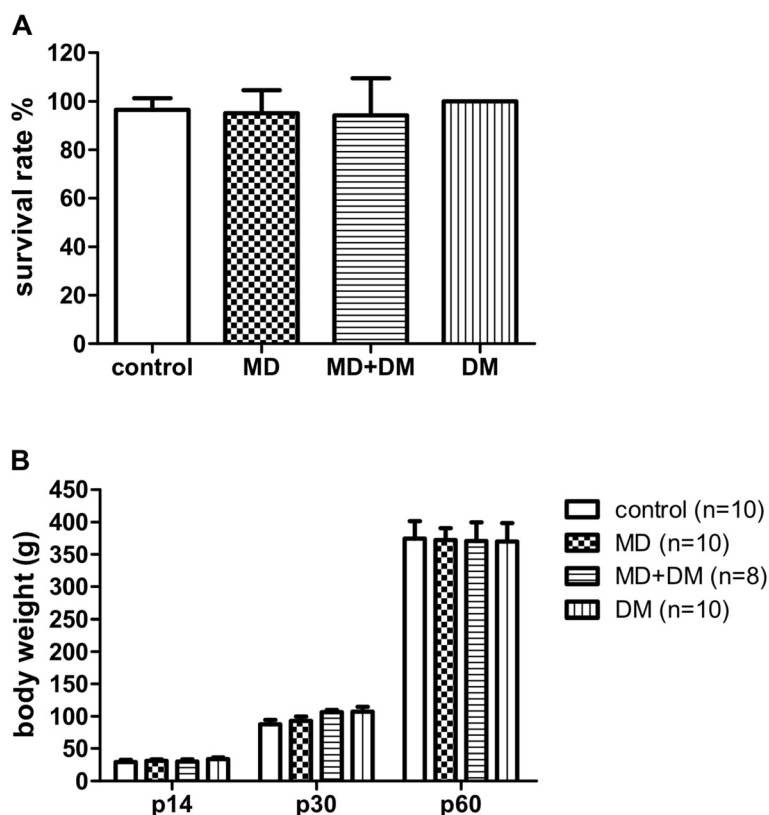 A
survival rate %
120
100
80
60
40
20
0
control MD MD+DM DM
B
body weight (g)
450
400
350
300
250
200
150
100
50
0
p14 p30 p60
control (n=10)
MD (n=10)
MD+DM (n=8)
DM (n=10)